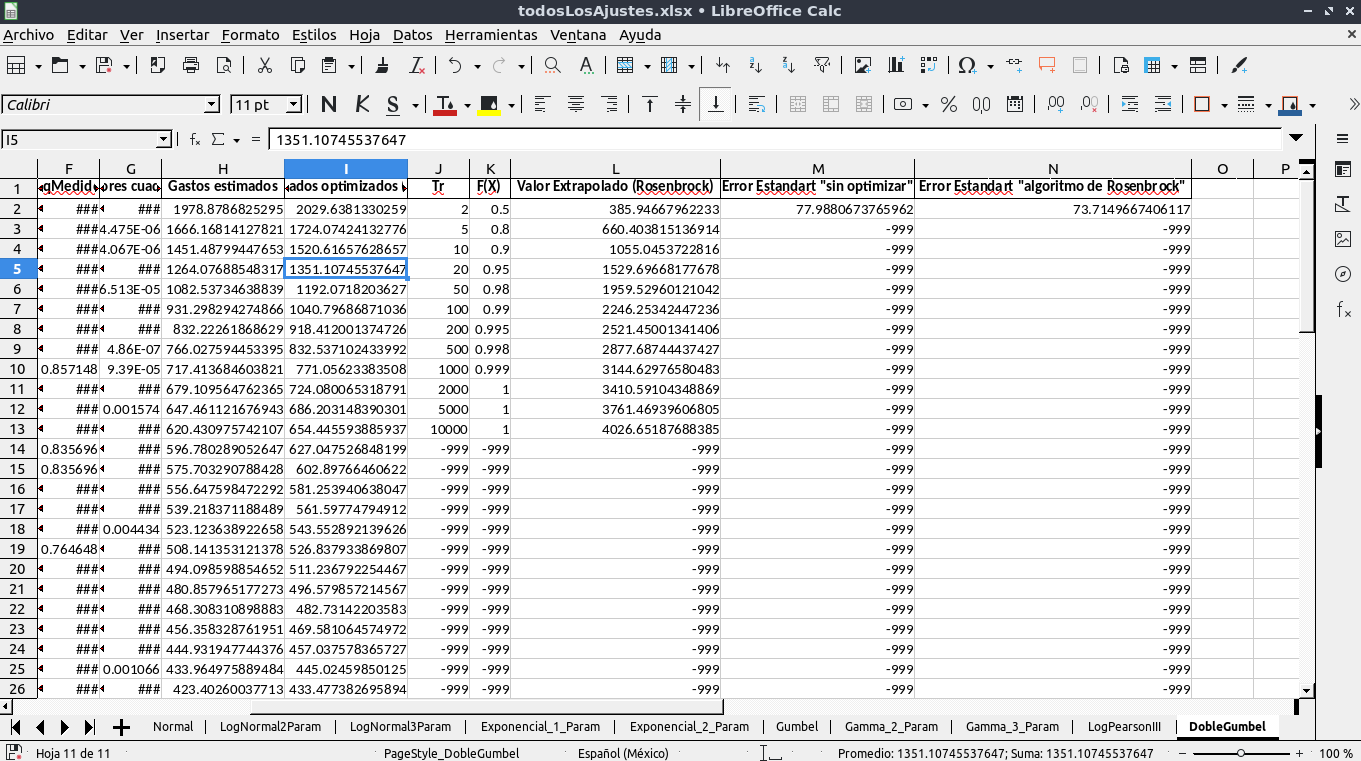 todosLosAjustes.xlsx • LibreOffice Calc
Archivo Editar Ver Insertar Formato Estilos Hoja Datos Herramientas Ventana Ayuda
Calibri 11 pt N K S
I5 fx Σ = 1351.10745537647
F G H I J K L M N O P
1 qMedid ores cuad Gastos estimados ados optimizados Tr F(X) Valor Extrapolado (Rosenbrock) Error Estandart "sin optimizar" Error Estandart "algoritmo de Rosenbrock"
2 ### ### 1978.8786825295 2029.6381330259 2 0.5 385.94667962233 77.9880673765962 73.7149667406117
3 ### 4.475E-06 1666.16814127821 1724.07424132776 5 0.8 660.403815136914 -999 -999
4 ### 4.067E-06 1451.48799447653 1520.61657628657 10 0.9 1055.0453722816 -999 -999
5 ### ### 1264.07688548317 1351.10745537647 20 0.95 1529.69668177678 -999 -999
6 ### 6.513E-05 1082.53734638839 1192.0718203627 50 0.98 1959.52960121042 -999 -999
7 ### ### 931.298294274866 1040.79686871036 100 0.99 2246.25342447236 -999 -999
8 ### ### 832.22261868629 918.412001374726 200 0.995 2521.45001341406 -999 -999
9 ### 4.86E-07 766.027594453395 832.537102433992 500 0.998 2877.68744437427 -999 -999
10 0.857148 9.39E-05 717.413684603821 771.05623383508 1000 0.999 3144.62976580483 -999 -999
11 ### ### 679.109564762365 724.080065318791 2000 1 3410.59104348869 -999 -999
12 ### 0.001574 647.461121676943 686.203148390301 5000 1 3761.46939606805 -999 -999
13 ### ### 620.430975742107 654.445593885937 10000 1 4026.65187688385 -999 -999
14 0.835696 ### 596.780289052647 627.047526848199 -999 -999 -999 -999 -999
15 0.835696 ### 575.703290788428 602.89766460622 -999 -999 -999 -999 -999
16 ### ### 556.647598472292 581.253940638047 -999 -999 -999 -999 -999
17 ### ### 539.218371188489 561.59774794912 -999 -999 -999 -999 -999
18 ### 0.004434 523.123638922658 543.552892139626 -999 -999 -999 -999 -999
19 0.764648 ### 508.141353121378 526.837933869807 -999 -999 -999 -999 -999
20 ### ### 494.098598854652 511.236792254467 -999 -999 -999 -999 -999
21 ### ### 480.857965177273 496.579857214567 -999 -999 -999 -999 -999
22 ### ### 468.308310898883 482.73142203583 -999 -999 -999 -999 -999
23 ### ### 456.358328761951 469.581064574972 -999 -999 -999 -999 -999
24 ### ### 444.931947744376 457.037578365727 -999 -999 -999 -999 -999
25 ### 0.001066 433.964975889484 445.02459850125 -999 -999 -999 -999 -999
26 ### ### 423.40260037713 433.477382695894 -999 -999 -999 -999 -999
Normal LogNormal2Param LogNormal3Param Exponencial_1_Param Exponencial_2_Param Gumbel Gamma_2_Param Gamma_3_Param LogPearsonIII DobleGumbel
Hoja 11 de 11 PageStyle_DobleGumbel Español (México) Promedio: 1351.10745537647; Suma: 1351.10745537647 100 %